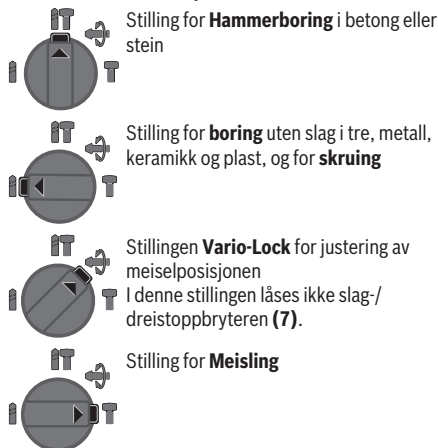 Stilling for Hammerboring i betong eller
stein
Stilling for boring uten slag i tre, metall,
keramikk og plast, og for skruing
Stillingen Vario-Lock for justering av
meiselposisjonen
I denne stillingen låses ikke slag-/
dreistoppbryteren (7).
Stilling for Meisling